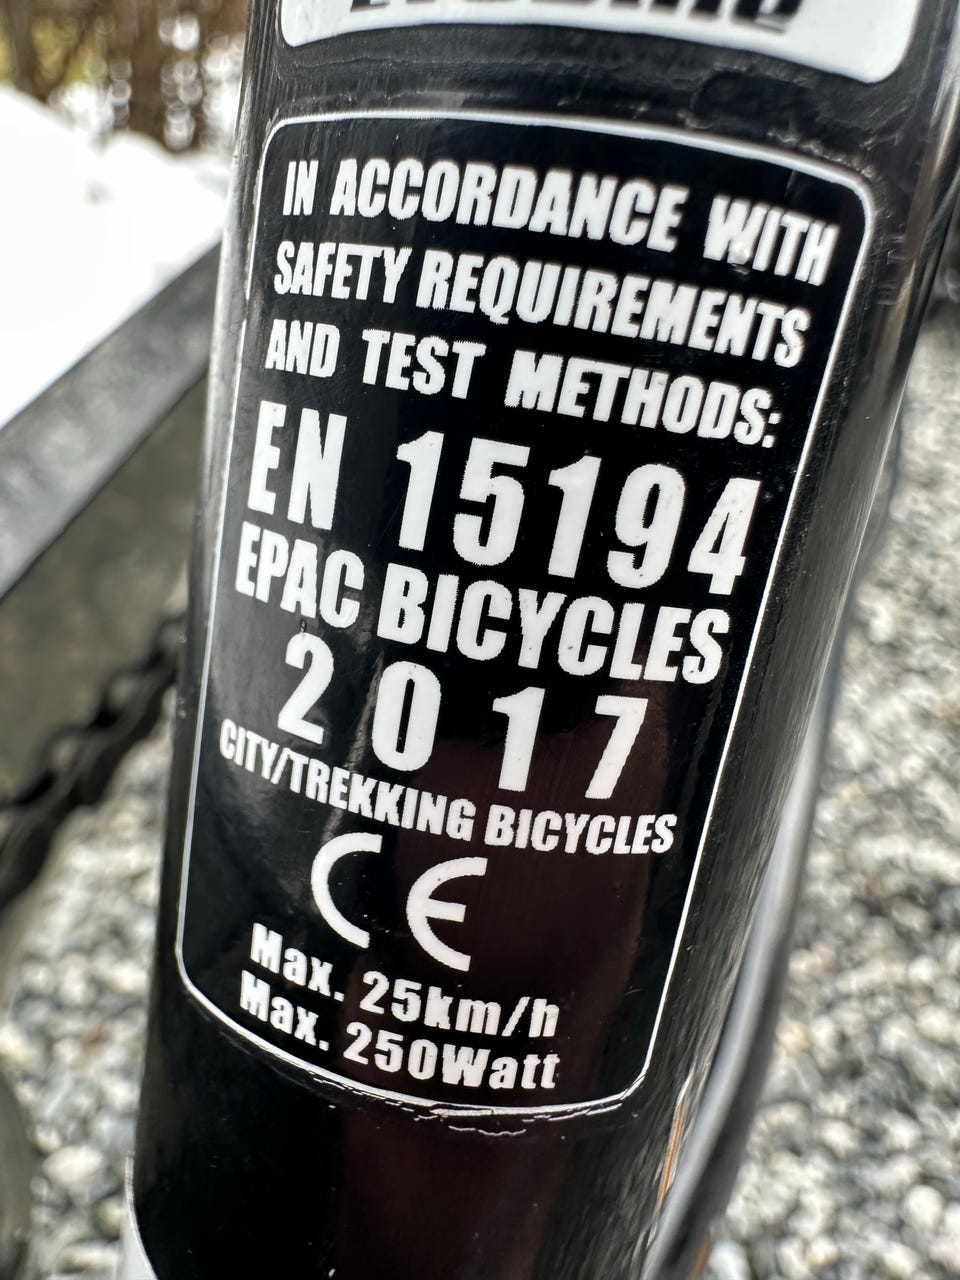 IN ACCORDANCE WITH
SAFETY REQUIREMENTS
AND TEST METHODS:
EN 15194
EPAC BICYCLES
2017
CITY/TREKKING BICYCLES
CE
Max. 25km/h
Max. 250Watt